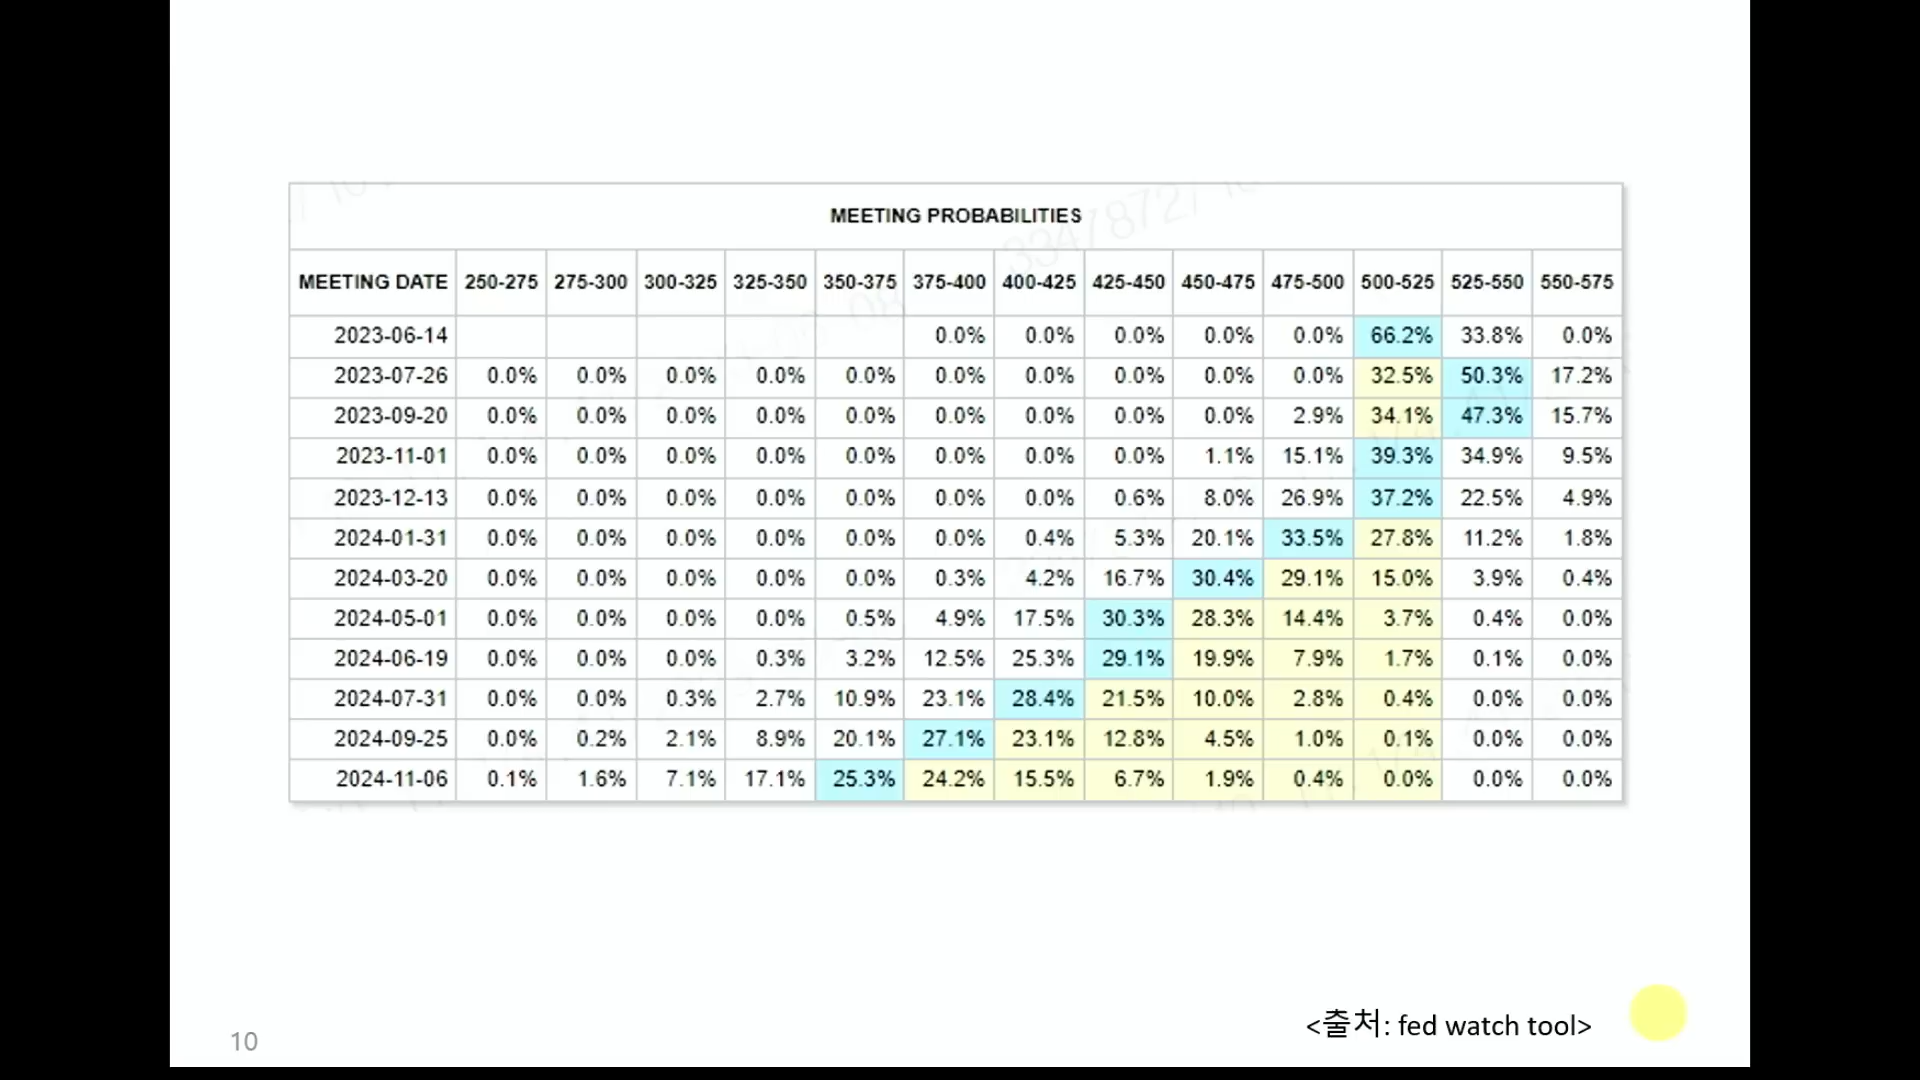 MEETING PROBABILITIES
MEETING DATE 250-275 275-300 300-325 325-350 350-375 375-400 400-425 425-450 450-475 475-500 500-525 525-550 550-575
2023-06-14 0.0% 0.0% 0.0% 0.0% 0.0% 66.2% 33.8% 0.0%
2023-07-26 0.0% 0.0% 0.0% 0.0% 0.0% 0.0% 0.0% 0.0% 0.0% 0.0% 32.5% 50.3% 17.2%
2023-09-20 0.0% 0.0% 0.0% 0.0% 0.0% 0.0% 0.0% 0.0% 0.0% 2.9% 34.1% 47.3% 15.7%
2023-11-01 0.0% 0.0% 0.0% 0.0% 0.0% 0.0% 0.0% 0.0% 1.1% 15.1% 39.3% 34.9% 9.5%
2023-12-13 0.0% 0.0% 0.0% 0.0% 0.0% 0.0% 0.0% 0.6% 8.0% 26.9% 37.2% 22.5% 4.9%
2024-01-31 0.0% 0.0% 0.0% 0.0% 0.0% 0.0% 0.4% 5.3% 20.1% 33.5% 27.8% 11.2% 1.8%
2024-03-20 0.0% 0.0% 0.0% 0.0% 0.0% 0.3% 4.2% 16.7% 30.4% 29.1% 15.0% 3.9% 0.4%
2024-05-01 0.0% 0.0% 0.0% 0.0% 0.5% 4.9% 17.5% 30.3% 28.3% 14.4% 3.7% 0.4% 0.0%
2024-06-19 0.0% 0.0% 0.0% 0.3% 3.2% 12.5% 25.3% 29.1% 19.9% 7.9% 1.7% 0.1% 0.0%
2024-07-31 0.0% 0.0% 0.3% 2.7% 10.9% 23.1% 28.4% 21.5% 10.0% 2.8% 0.4% 0.0% 0.0%
2024-09-25 0.0% 0.2% 2.1% 8.9% 20.1% 27.1% 23.1% 12.8% 4.5% 1.0% 0.1% 0.0% 0.0%
2024-11-06 0.1% 1.6% 7.1% 17.1% 25.3% 24.2% 15.5% 6.7% 1.9% 0.4% 0.0% 0.0% 0.0%
<출처: fed watch tool>
10